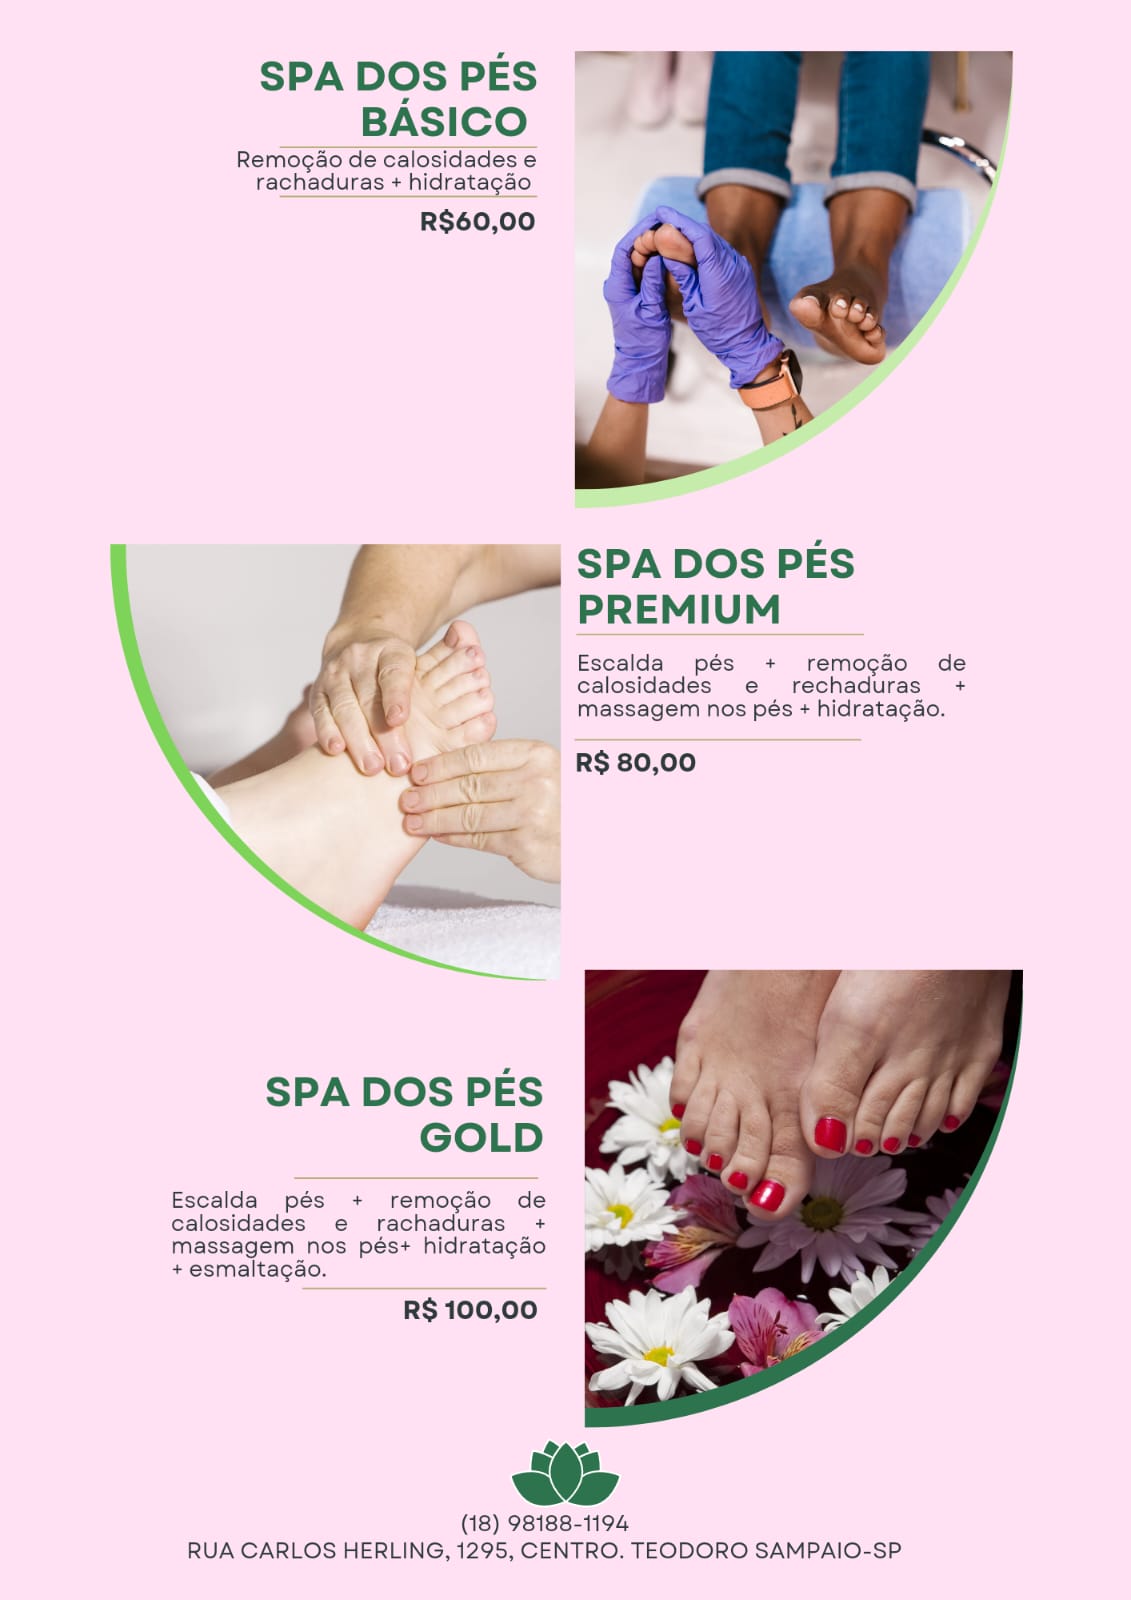 SPA DOS PÉS
BÁSICO
Remoção de calosidades e
rachaduras + hidratação
R$60,00
SPA DOS PÉS
PREMIUM
Escalda pés + remoção de
calosidades e rechaduras +
massagem nos pés + hidratação.
R$ 80,00
SPA DOS PÉS
GOLD
Escalda pés + remoção de
calosidades e rachaduras +
massagem nos pés+ hidratação
+ esmaltação.
R$ 100,00
(18) 98188-1194
RUA CARLOS HERLING, 1295, CENTRO. TEODORO SAMPAIO-SP